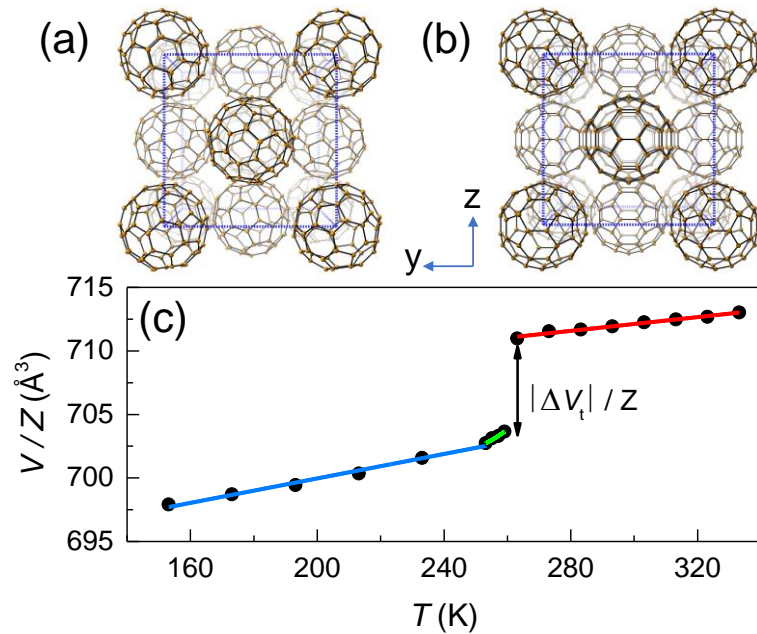 (a)
(b)
z
y
(c)
715
710
705
700
695
V / Z (Å³)
|ΔVₜ| / Z
160
200
240
280
320
T (K)